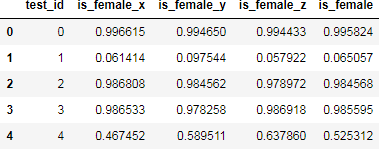 test_id is_female_x is_female_y is_female_z is_female
0 0 0.996615 0.994650 0.994433 0.995824
1 1 0.061414 0.097544 0.057922 0.065057
2 2 0.986808 0.984562 0.978972 0.984568
3 3 0.986533 0.978258 0.986918 0.985595
4 4 0.467452 0.589511 0.637860 0.525312